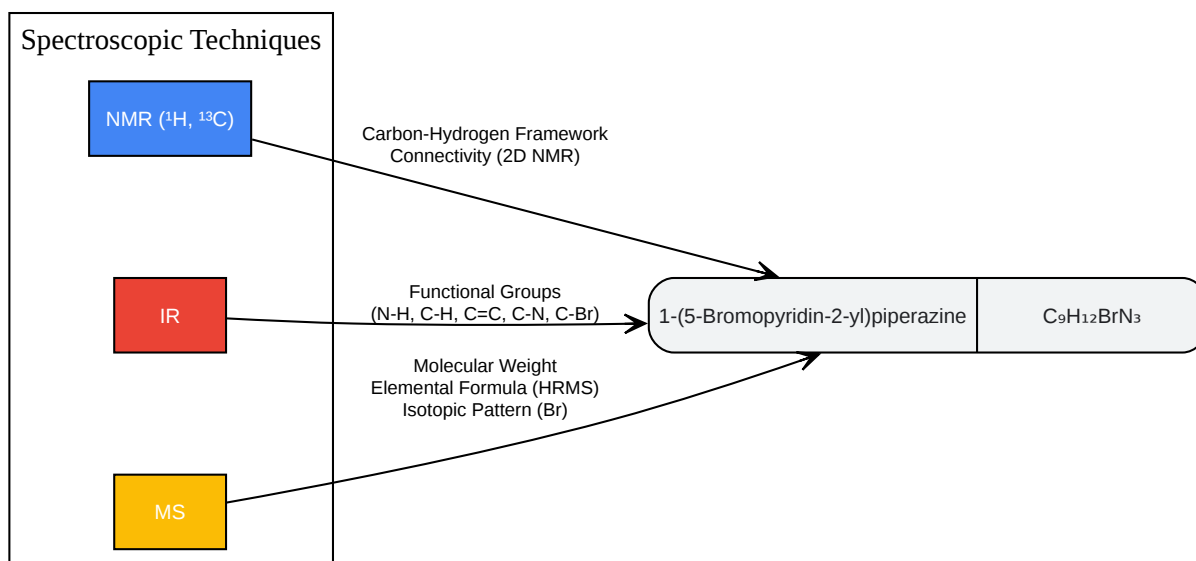 Spectroscopic Techniques
NMR (¹H, ¹³C)
Carbon-Hydrogen Framework
Connectivity (2D NMR)
IR
Functional Groups
(N-H, C-H, C=C, C-N, C-Br)
1-(5-Bromopyridin-2-yl)piperazine
C₉H₁₂BrN₃
Molecular Weight
Elemental Formula (HRMS)
Isotopic Pattern (Br)
MS